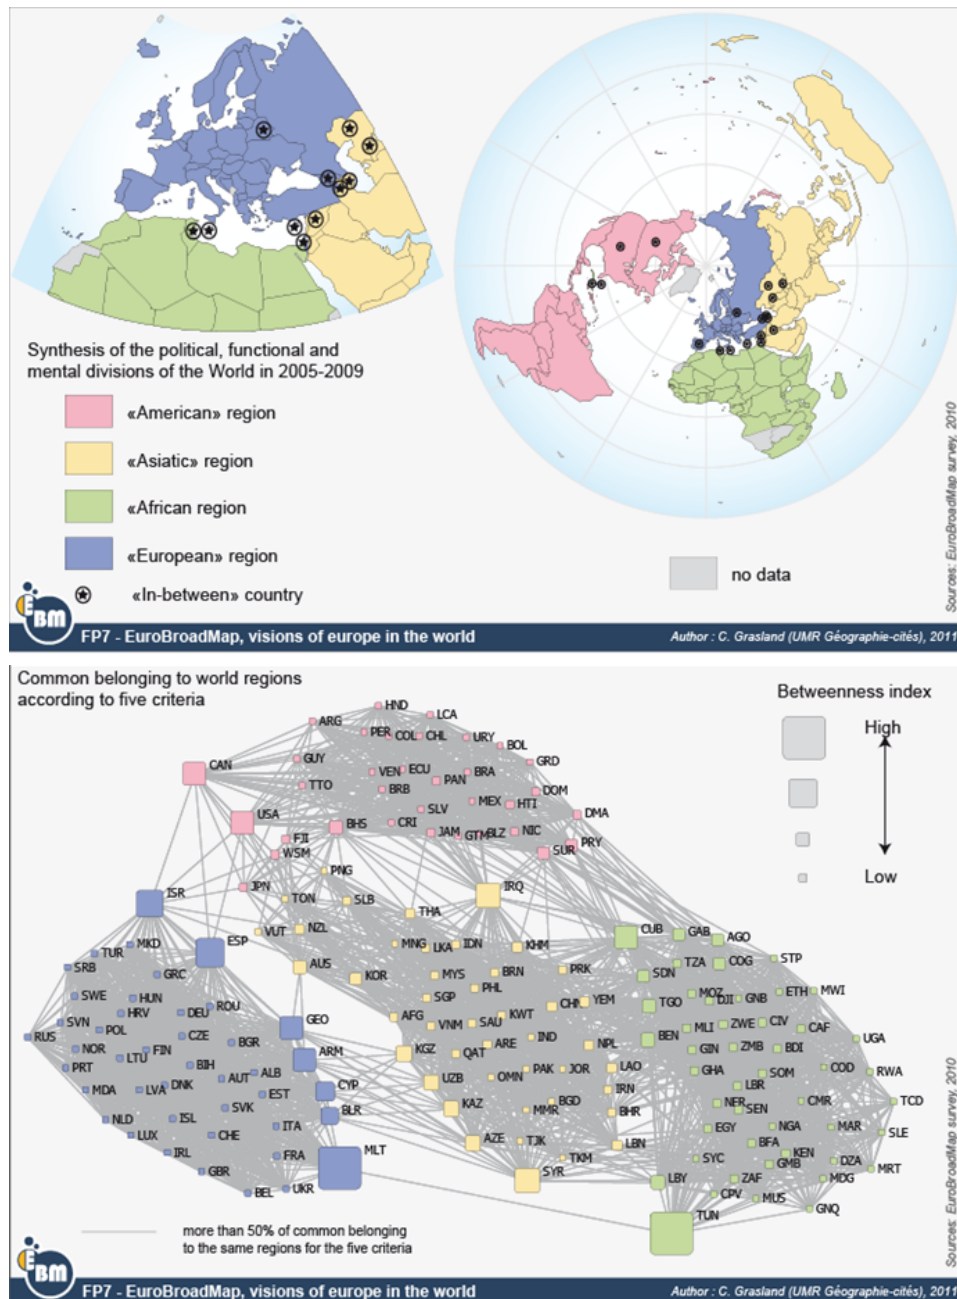 Synthesis of the political, functional and
mental divisions of the World in 2005-2009
«American» region
«Asiatic» region
«African region
«European» region
«In-between» country
no data
Sources: EuroBroadMap survey, 2010
EBM
FP7 - EuroBroadMap, visions of europe in the world
Author : C. Grasland (UMR Géographie-cités), 2011
Common belonging to world regions
according to five criteria
Betweenness index
High
Low
HND
LCA
ARG
PER
COL
CHL
URY
BOL
GUY
GRD
CAN
VEN
ECU
PAN
BRA
TTO
BRB
DOM
SLV
MEX
HTI
DMA
USA
BHS
CRI
JAM
GTM
BLZ
NIC
FJI
WSM
SUR
PRY
PNG
JPN
IRQ
ISR
TON
SLB
THA
VUT
NZL
CUB
GAB
AGO
ESP
MKD
TUR
MNG
LKA
IDN
KHM
SRB
GRC
AUS
KOR
MYS
BRN
PRK
SDN
TZA
COG
STP
SWE
HUN
ROU
SGP
PHL
CHN
YEM
TGO
MOZ
DJI
GNB
ETH
MWI
HRV
DEU
GEO
AFG
VNM
SAU
KWT
SVN
POL
RUS
CZE
BGR
IND
BEN
MLI
ZWE
CIV
CAF
UGA
NOR
LTU
FIN
ARM
KGZ
QAT
ARE
NPL
GIN
ZMB
BDI
PRT
BIH
ALB
PAK
JOR
LAO
GHA
SOM
COD
RWA
MDA
LVA
DNK
AUT
EST
CYP
UZB
OMN
IRN
LBR
ISL
SVK
BLR
KAZ
MMR
BGD
BHR
NER
SEN
CMR
TCD
NLD
LUX
CHE
ITA
AZE
TJK
LBN
EGY
NGA
MAR
SLE
IRL
FRA
MLT
BFA
KEN
GBR
SYR
TKM
SYC
GMB
DZA
MRT
BEL
UKR
LBY
ZAF
MDG
CPV
MUS
GNQ
TUN
more than 50% of common belonging
to the same regions for the five criteria
Sources: EuroBroadMap survey, 2010
EBM
FP7 - EuroBroadMap, visions of europe in the world
Author : C. Grasland (UMR Géographie-cités), 2011